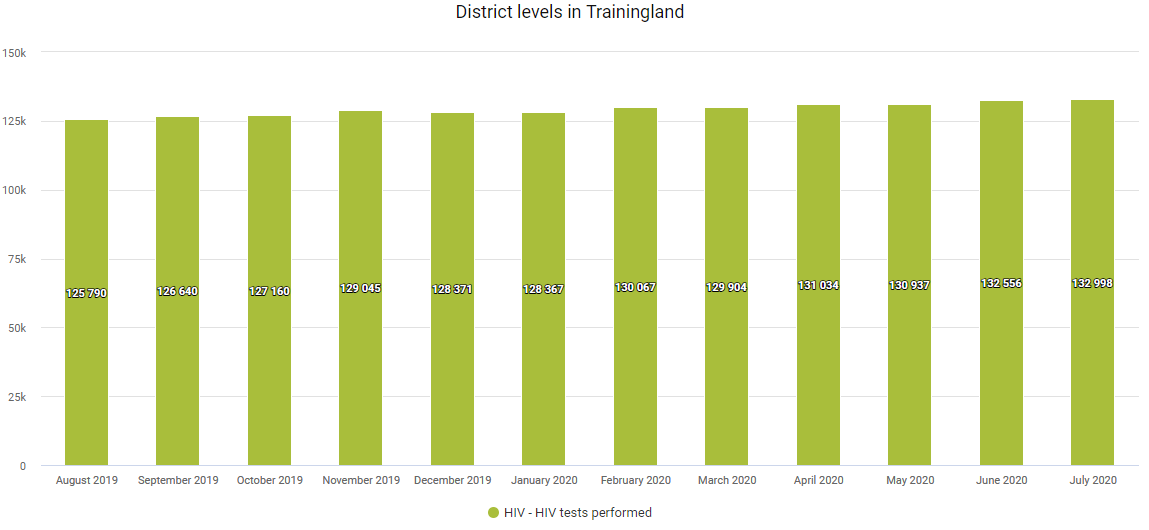 District levels in Trainingland
150k
125k
100k
75k
50k
25k
0
125 790
126 640
127 160
129 045
128 371
128 367
130 067
129 904
131 034
130 937
132 556
132 998
August 2019
September 2019
October 2019
November 2019
December 2019
January 2020
February 2020
March 2020
April 2020
May 2020
June 2020
July 2020
HIV - HIV tests performed